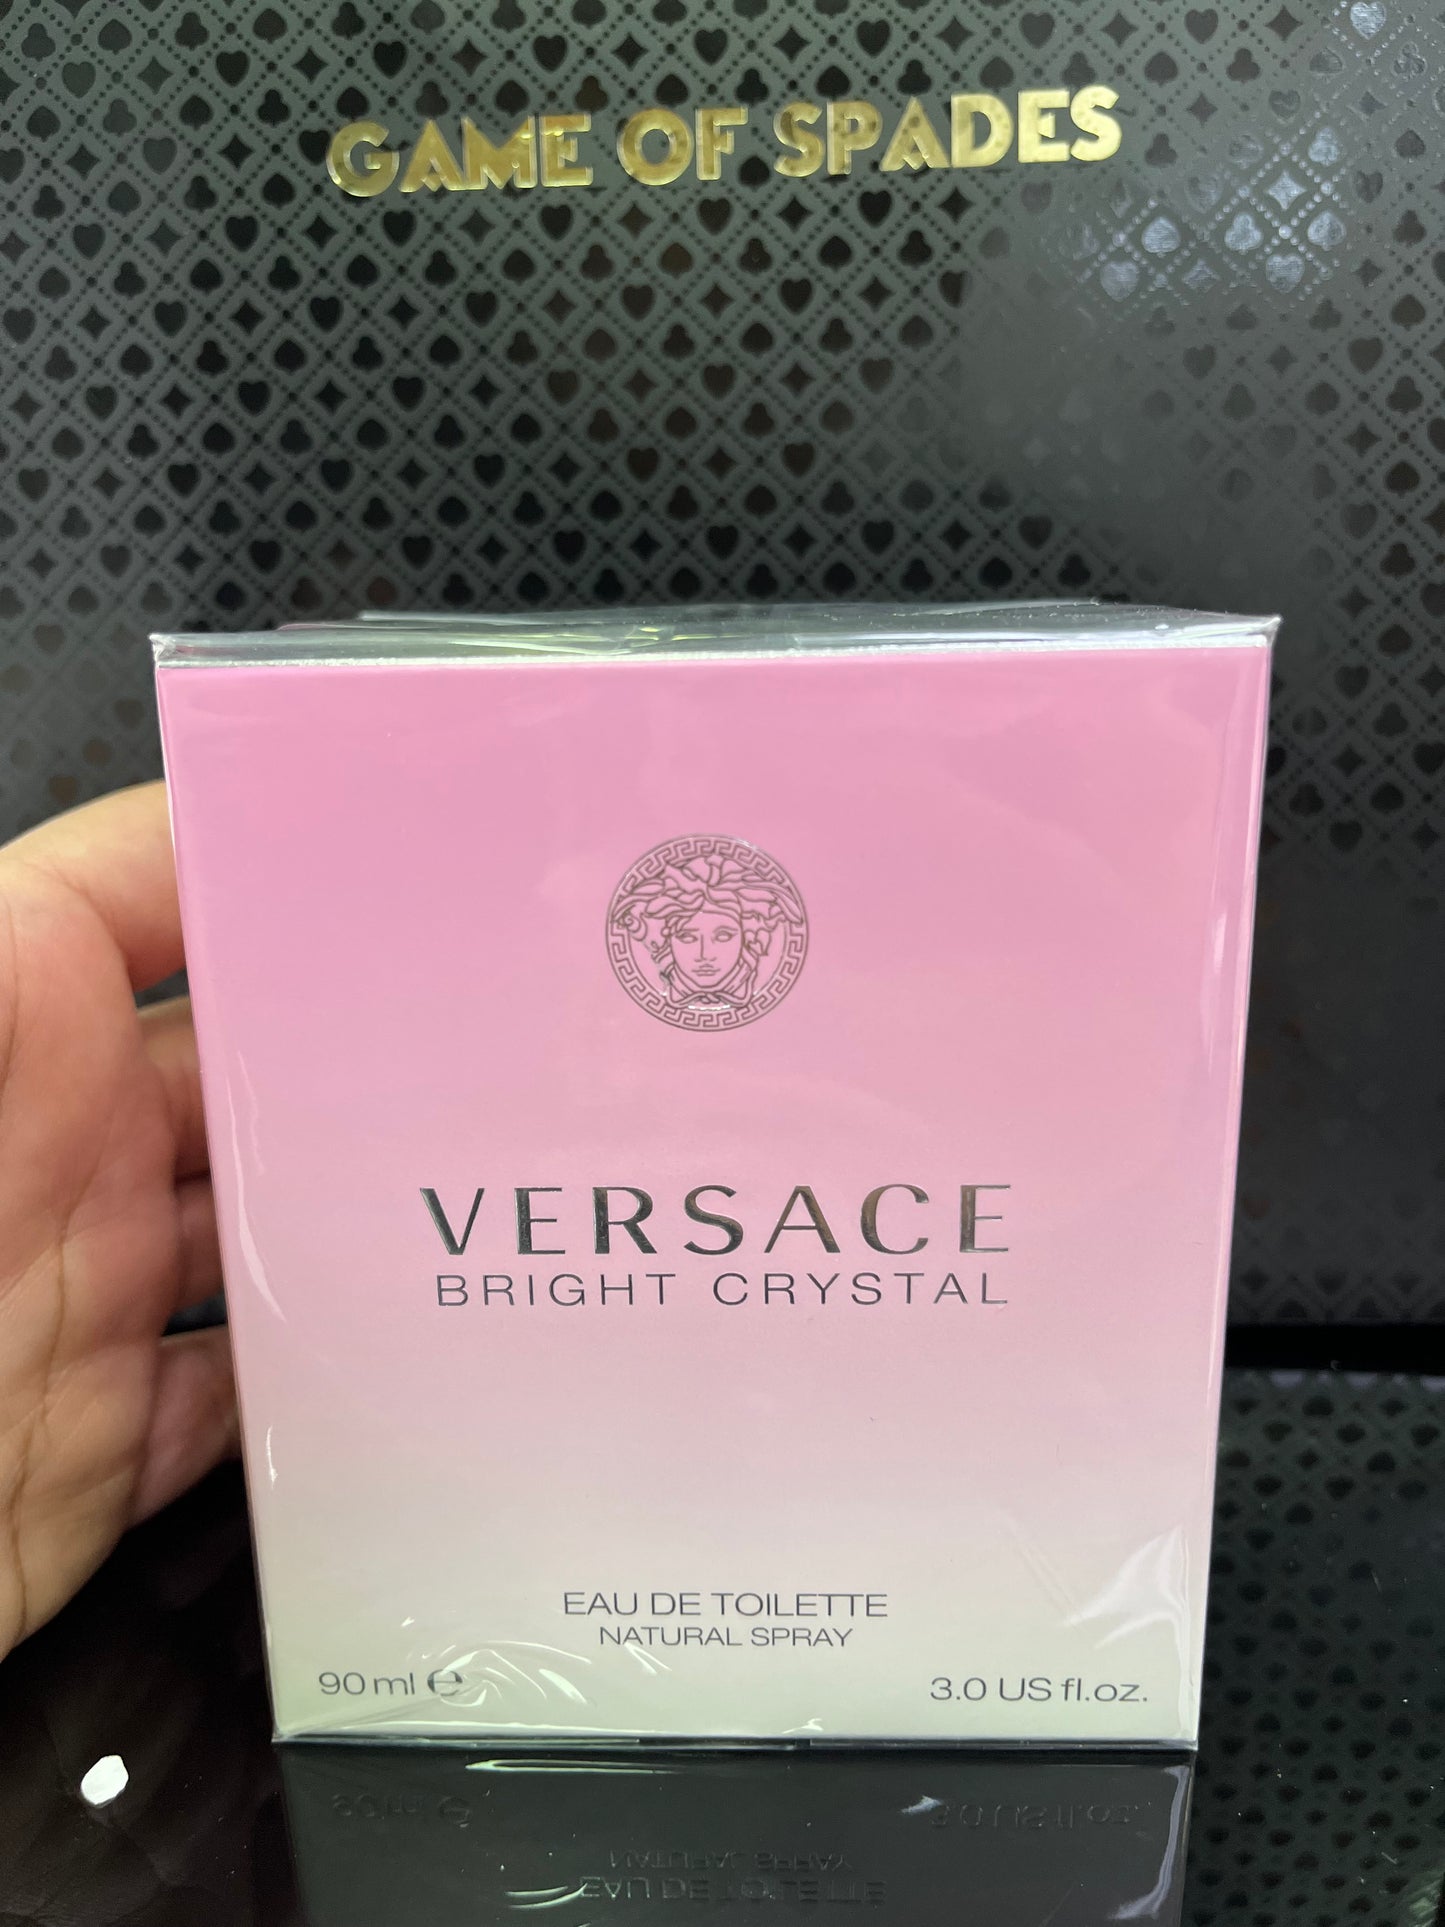 GAME OF SPADES
VERSACE
BRIGHT CRYSTAL
EAU DE TOILETTE
NATURAL SPRAY
90 ml ℮
3.0 US fl.oz.